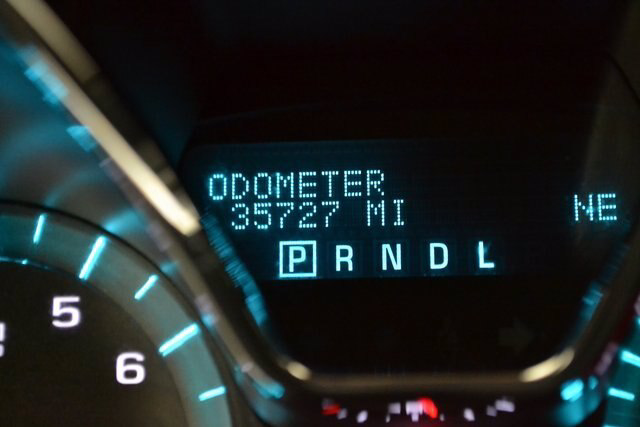 ODOMETER
35727 MI NE
P R N D L
5
6